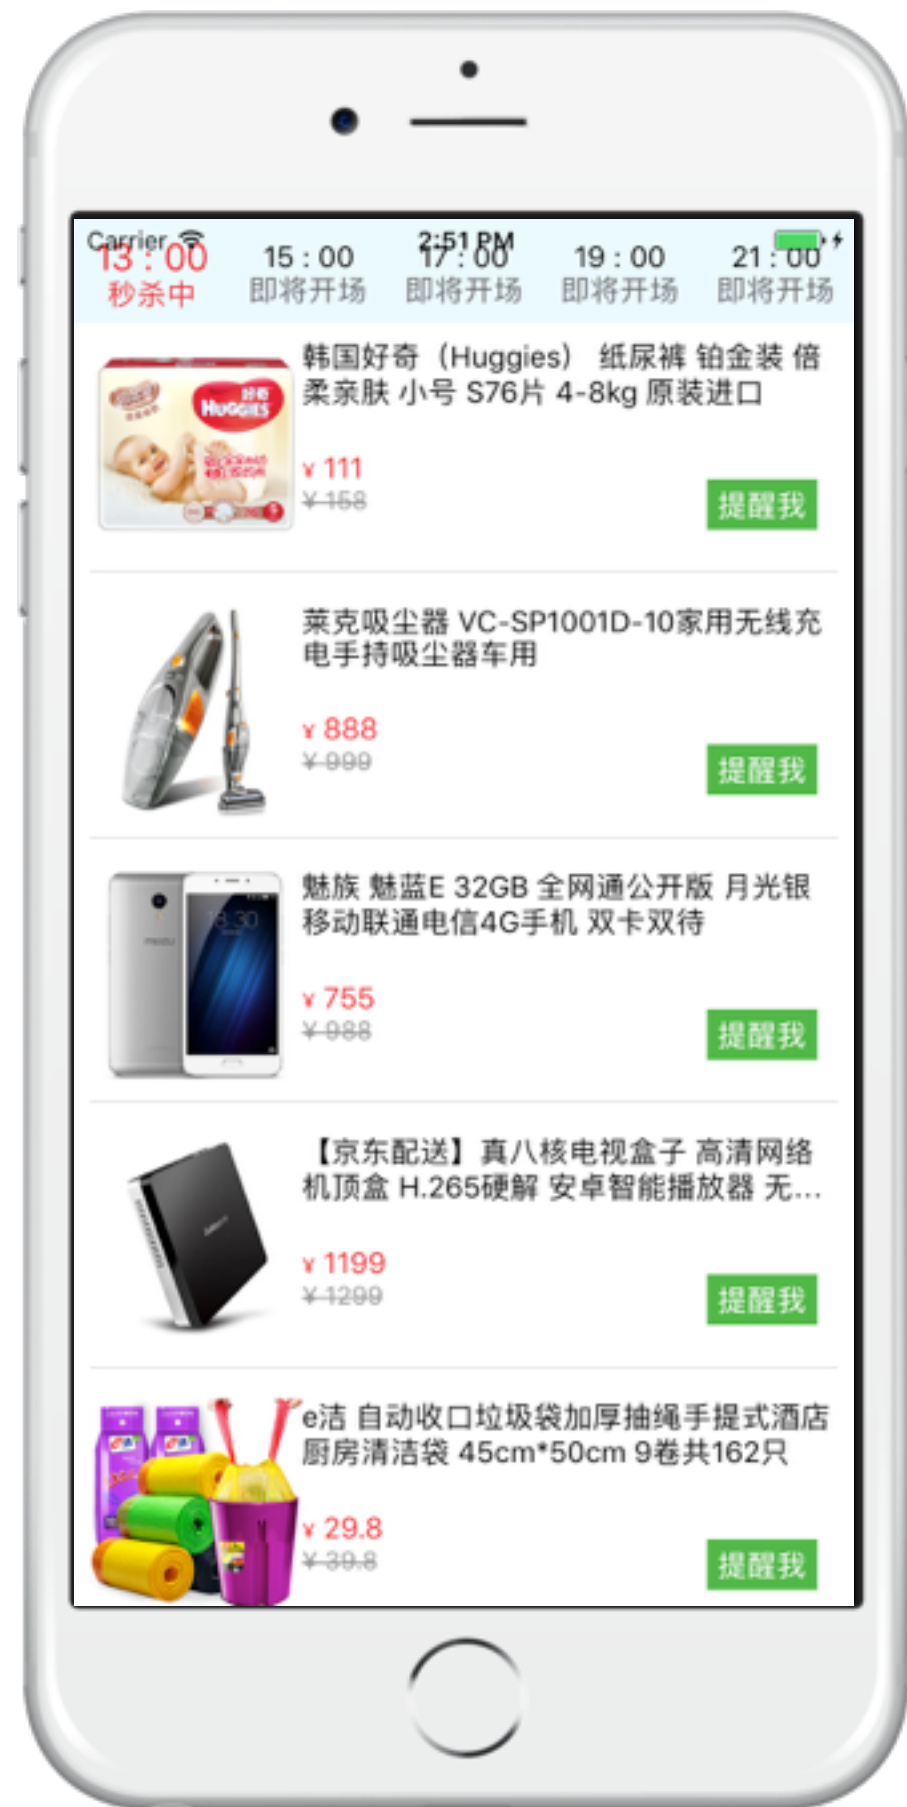 Carrier
2:51 PM
13 : 00
15 : 00
17 : 00
19 : 00
21 : 00
秒杀中
即将开场
即将开场
即将开场
即将开场
韩国好奇（Huggies） 纸尿裤 铂金装 倍
柔亲肤 小号 S76片 4-8kg 原装进口
好奇
HUGGIES
¥ 111
¥ 158
提醒我
莱克吸尘器 VC-SP1001D-10家用无线充
电手持吸尘器车用
¥ 888
¥ 999
提醒我
魅族 魅蓝E 32GB 全网通公开版 月光银
移动联通电信4G手机 双卡双待
18:30
MEIZU
¥ 755
¥ 988
提醒我
【京东配送】真八核电视盒子 高清网络
机顶盒 H.265硬解 安卓智能播放器 无...
¥ 1199
¥ 1299
提醒我
e洁 自动收口垃圾袋加厚抽绳手提式酒店
厨房清洁袋 45cm*50cm 9卷共162只
¥ 29.8
¥ 39.8
提醒我